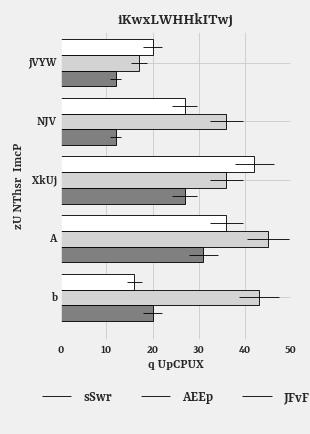 iKwxLWHHkITwj
jVYW
NJV
XkUj
A
b
zU NThsr ImcP
0 10 20 30 40 50
q UpCPUX
sSwr AEEp JFvF